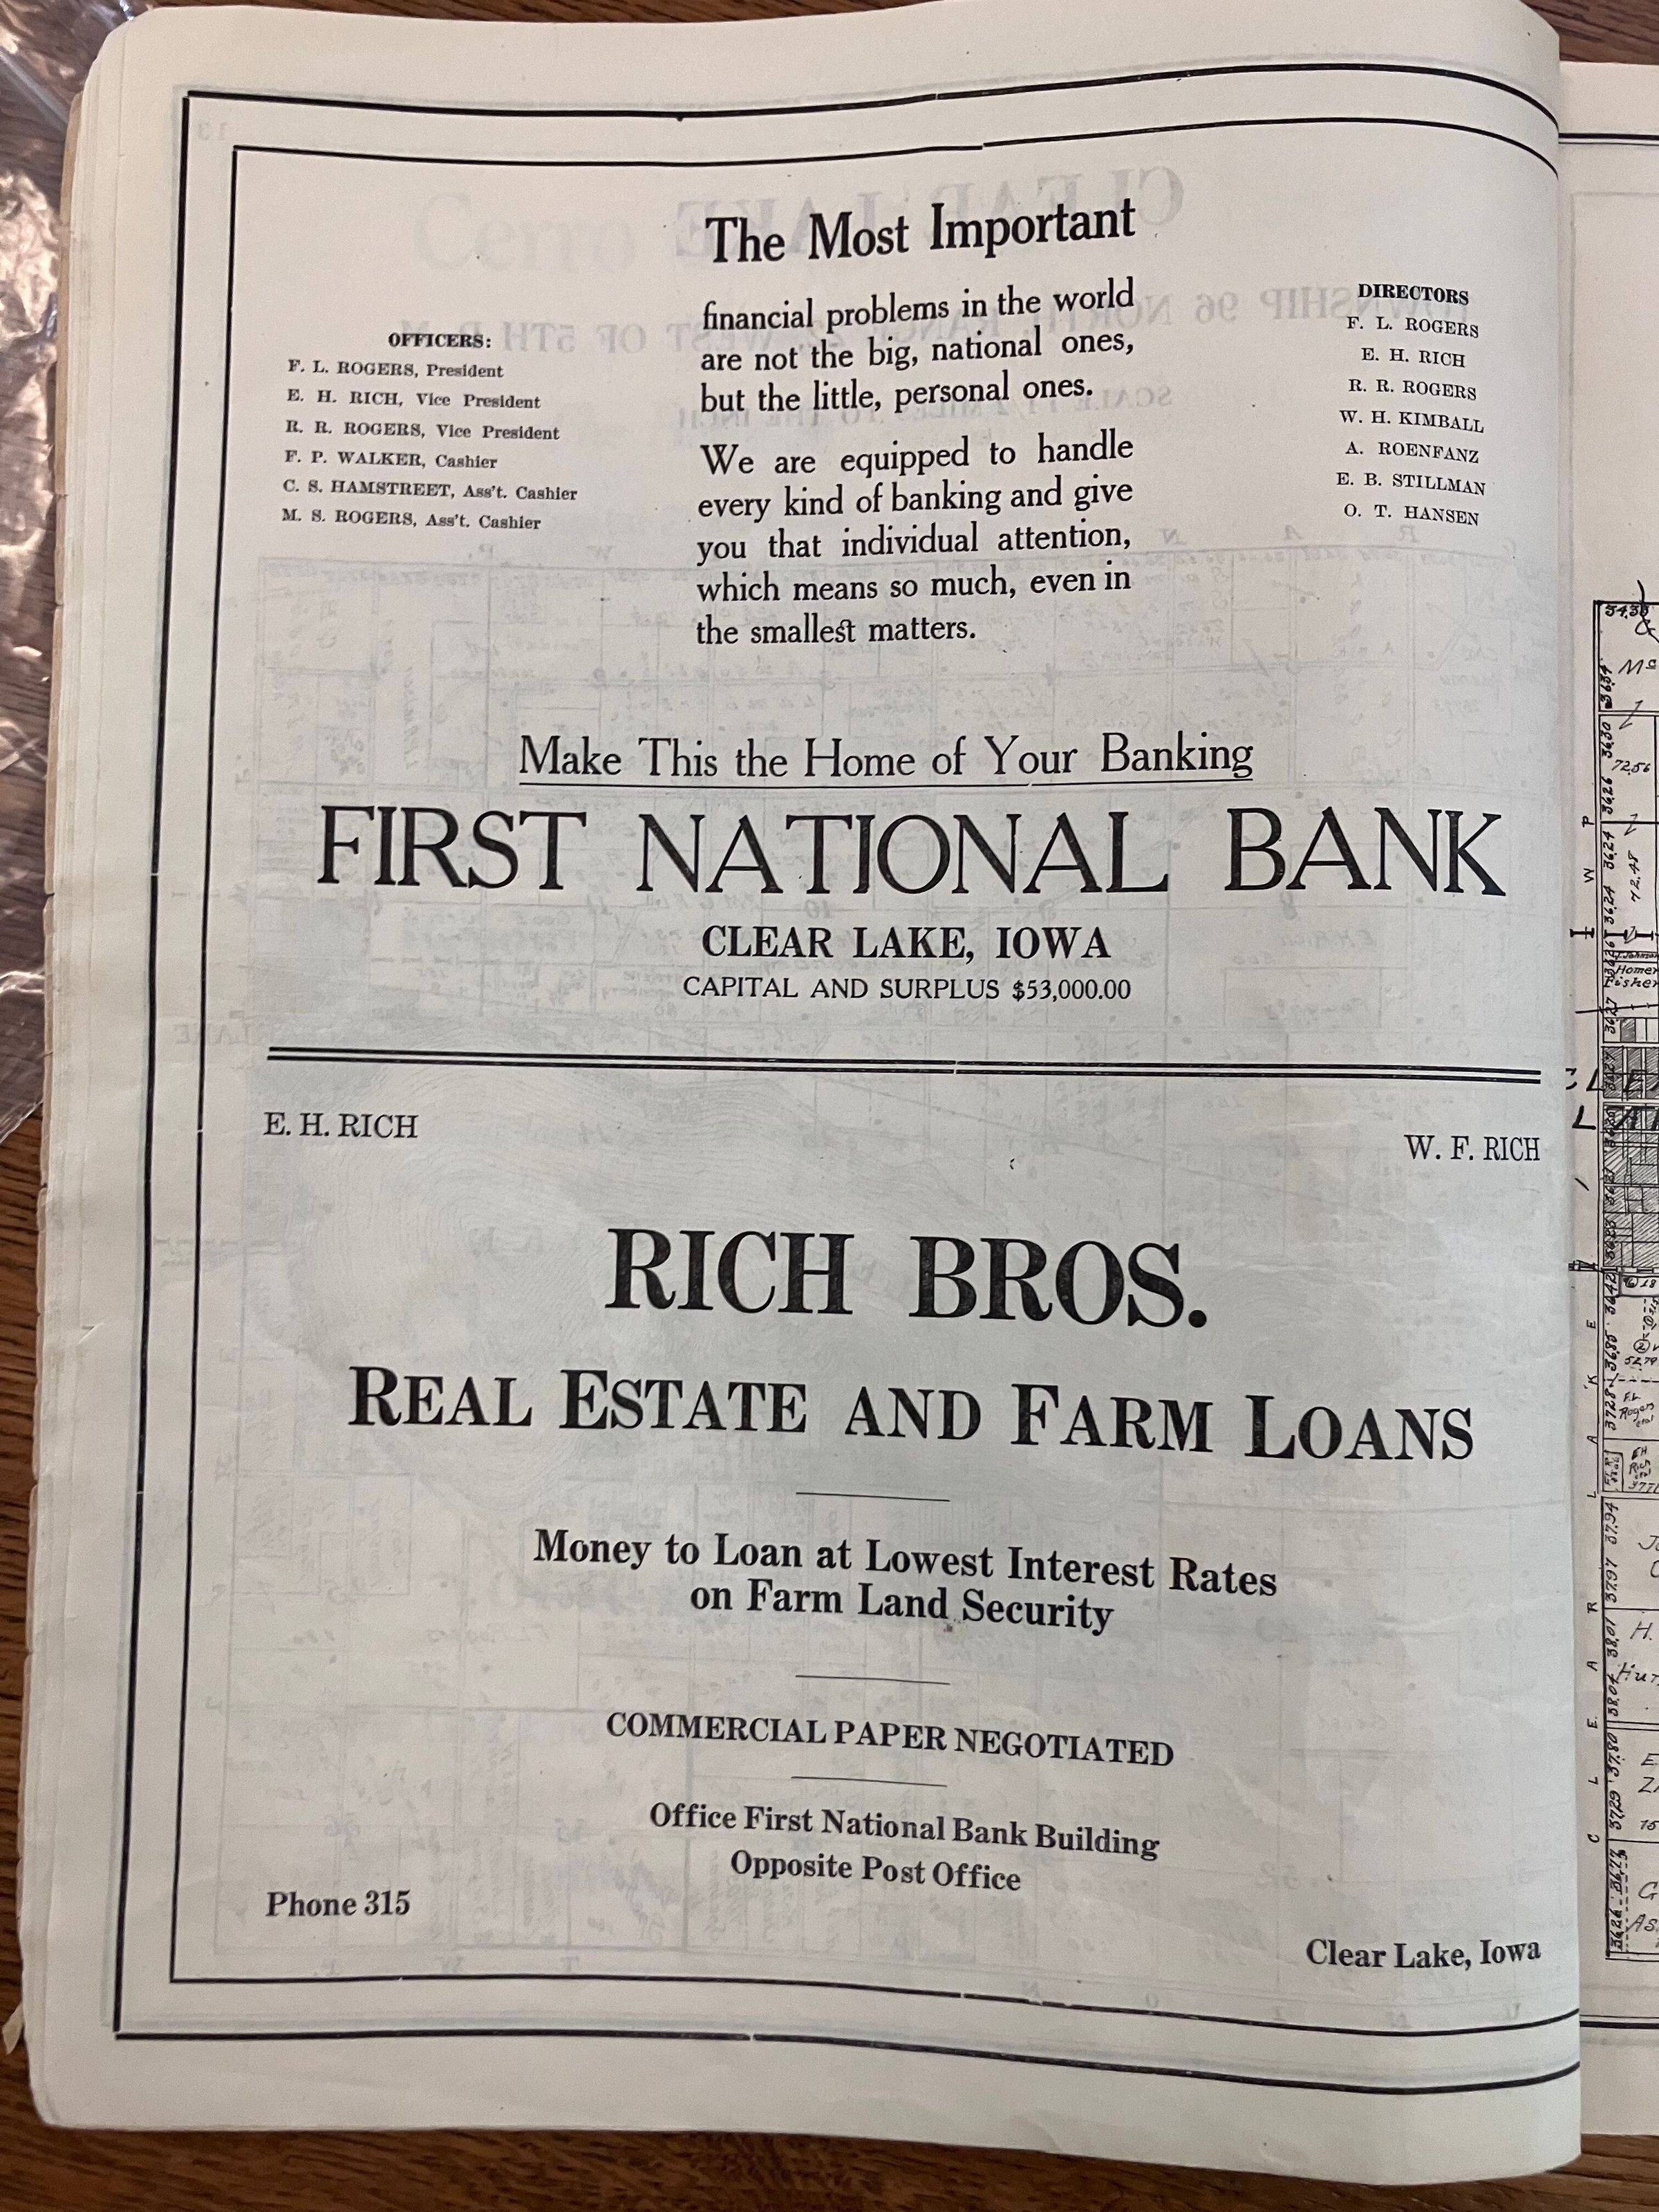 The Most Important
financial problems in the world
are not the big, national ones,
but the little, personal ones.
We are equipped to handle
every kind of banking and give
you that individual attention,
which means so much, even in
the smallest matters.
OFFICERS:
F. L. ROGERS, President
E. H. RICH, Vice President
R. R. ROGERS, Vice President
F. P. WALKER, Cashier
C. S. HAMSTREET, Ass't. Cashier
M. S. ROGERS, Ass't. Cashier
DIRECTORS
F. L. ROGERS
E. H. RICH
R. R. ROGERS
W. H. KIMBALL
A. ROENFANZ
E. B. STILLMAN
O. T. HANSEN
Make This the Home of Your Banking
FIRST NATIONAL BANK
CLEAR LAKE, IOWA
CAPITAL AND SURPLUS $53,000.00
E. H. RICH
W. F. RICH
RICH BROS.
REAL ESTATE AND FARM LOANS
Money to Loan at Lowest Interest Rates
on Farm Land Security
COMMERCIAL PAPER NEGOTIATED
Office First National Bank Building
Opposite Post Office
Phone 315
Clear Lake, Iowa
72.56
72.48
Homer
Fisher